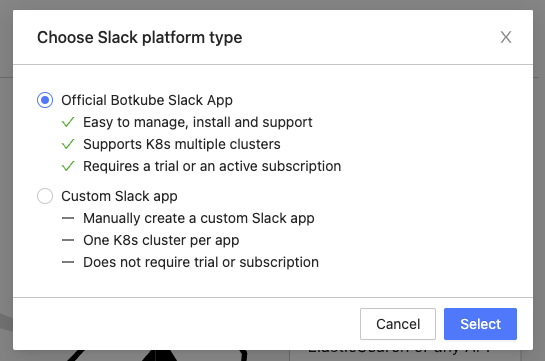 Choose Slack platform type
Official Botkube Slack App
Easy to manage, install and support
Supports K8s multiple clusters
Requires a trial or an active subscription
Custom Slack app
Manually create a custom Slack app
One K8s cluster per app
Does not require trial or subscription
Cancel Select